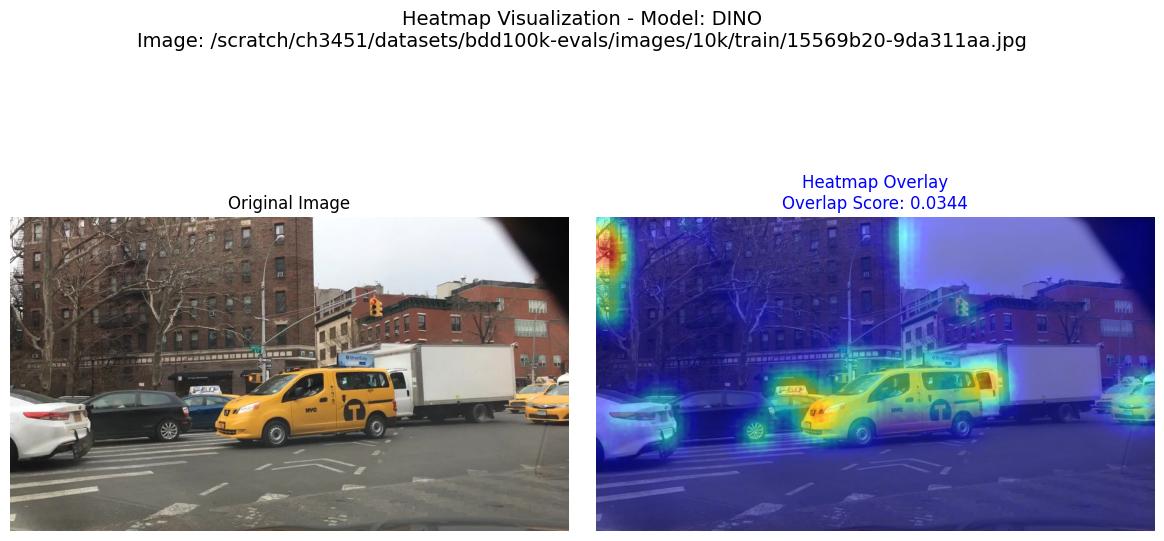 Heatmap Visualization - Model: DINO
Image: /scratch/ch3451/datasets/bdd100k-evals/images/10k/train/15569b20-9da311aa.jpg
Original Image
Heatmap Overlay
Overlap Score: 0.0344
NYC
T
NYC
T